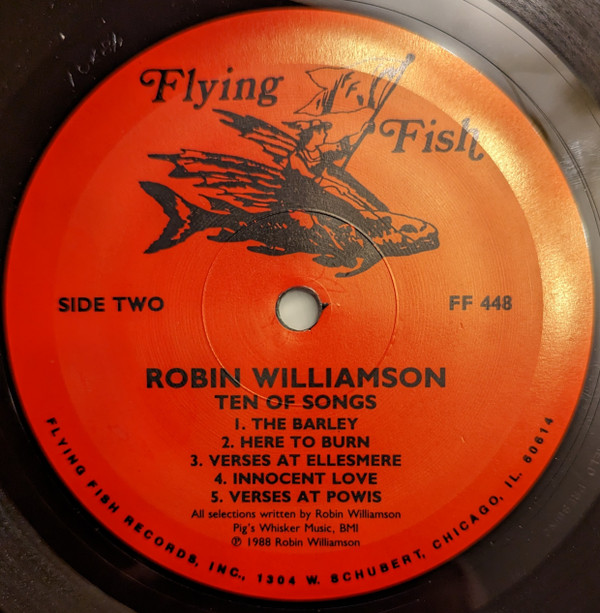 Flying
Fish
SIDE TWO
FF 448
ROBIN WILLIAMSON
TEN OF SONGS
1. THE BARLEY
2. HERE TO BURN
3. VERSES AT ELLESMERE
4. INNOCENT LOVE
5. VERSES AT POWIS
All selections written by Robin Williamson
Pig's Whisker Music, BMI
℗ 1988 Robin Williamson
FLYING FISH RECORDS, INC., 1304 W. SCHUBERT, CHICAGO, IL. 60614